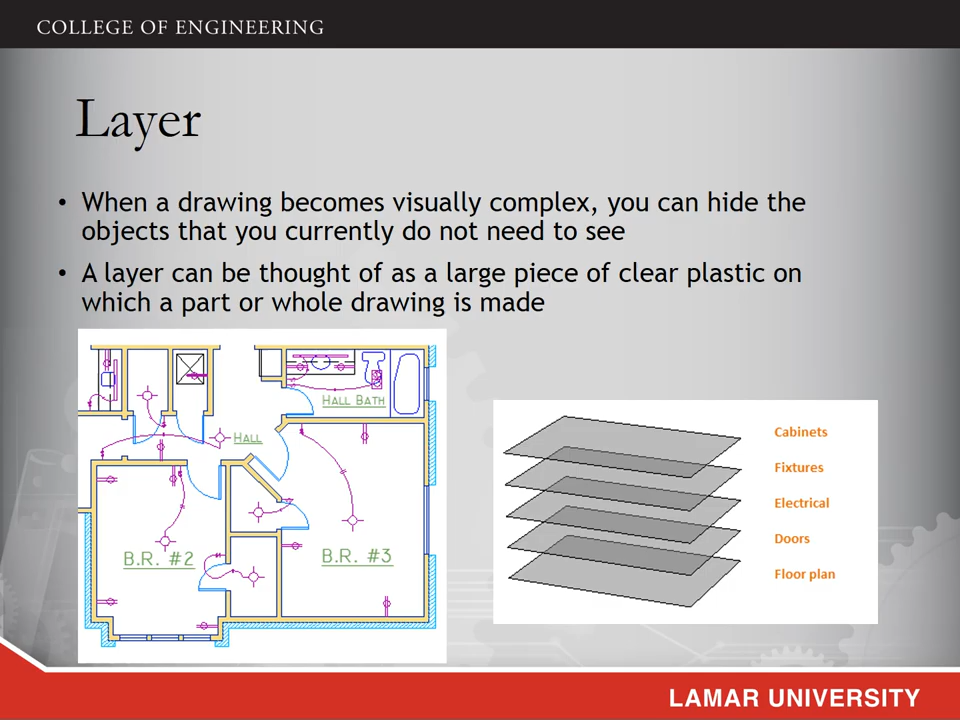 COLLEGE OF ENGINEERING
Layer
• When a drawing becomes visually complex, you can hide the
objects that you currently do not need to see
• A layer can be thought of as a large piece of clear plastic on
which a part or whole drawing is made
HALL BATH
HALL
B.R. #2
B.R. #3
Cabinets
Fixtures
Electrical
Doors
Floor plan
LAMAR UNIVERSITY